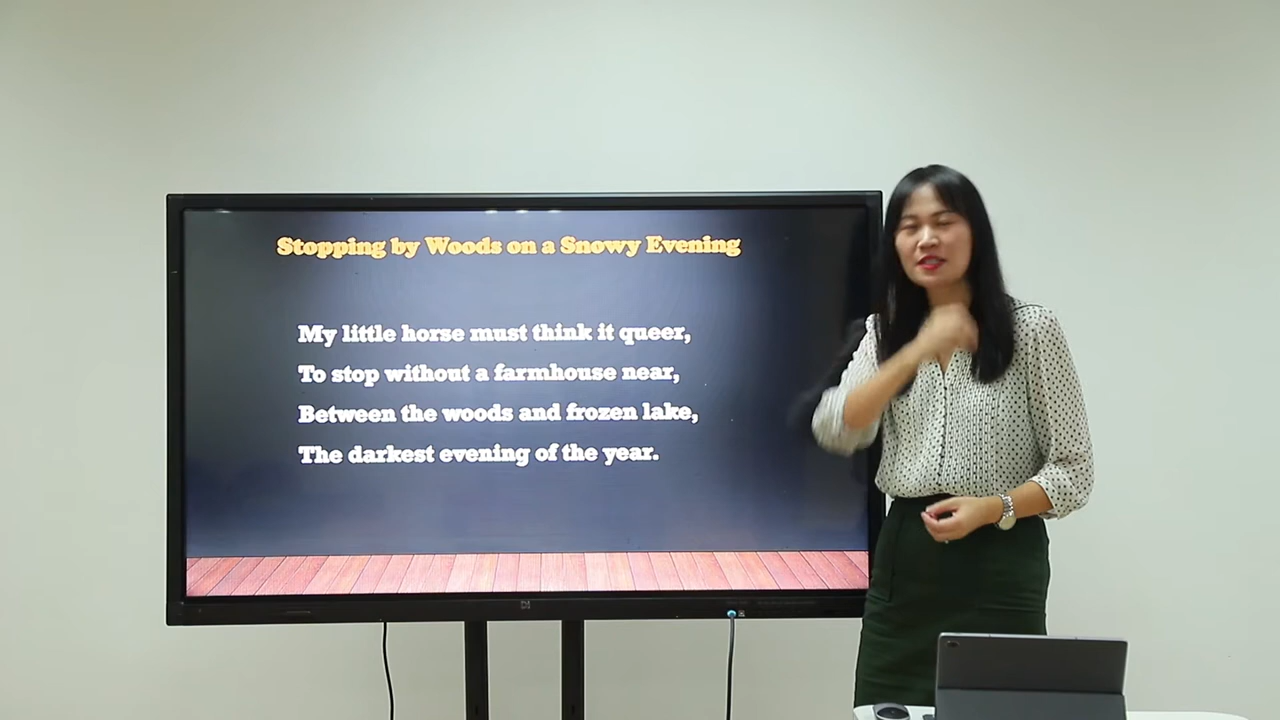 Stopping by Woods on a Snowy Evening
My little horse must think it queer,
To stop without a farmhouse near,
Between the woods and frozen lake,
The darkest evening of the year.